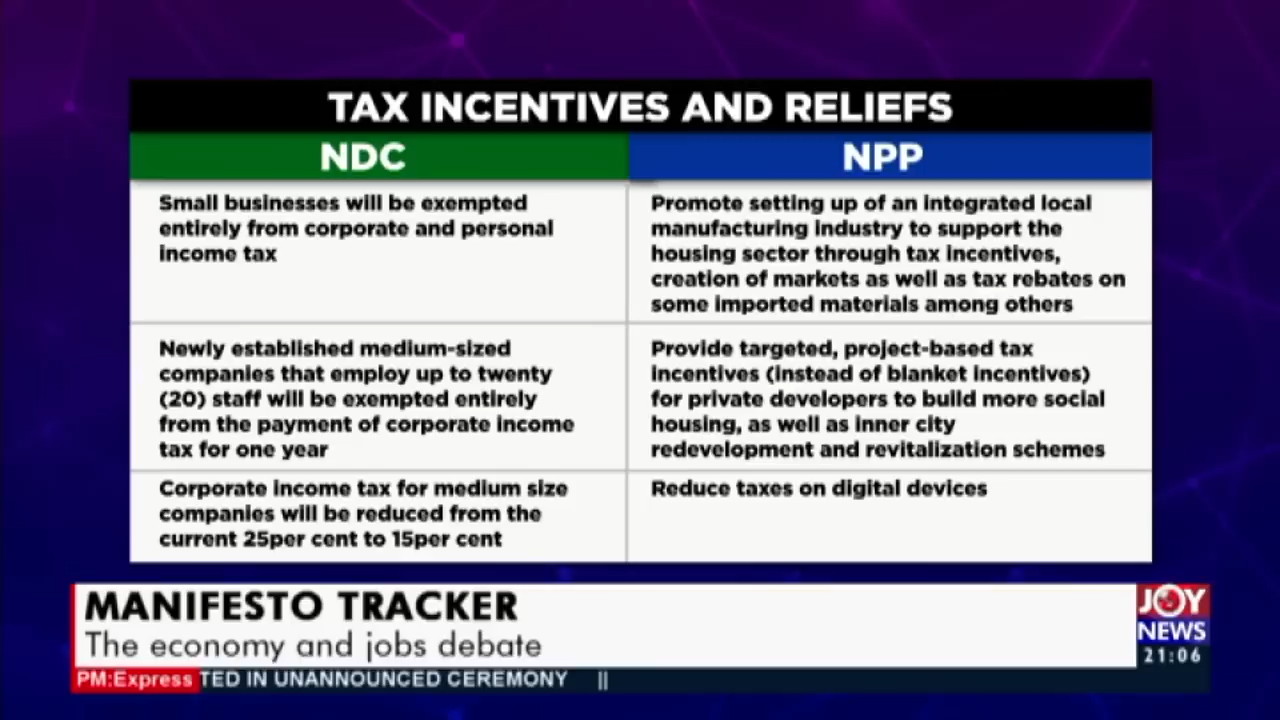 TAX INCENTIVES AND RELIEFS
NDC
NPP
Small businesses will be exempted
entirely from corporate and personal
income tax
Promote setting up of an integrated local
manufacturing industry to support the
housing sector through tax incentives,
creation of markets as well as tax rebates on
some imported materials among others
Newly established medium-sized
companies that employ up to twenty
(20) staff will be exempted entirely
from the payment of corporate income
tax for one year
Provide targeted, project-based tax
incentives (instead of blanket incentives)
for private developers to build more social
housing, as well as inner city
redevelopment and revitalization schemes
Corporate income tax for medium size
companies will be reduced from the
current 25per cent to 15per cent
Reduce taxes on digital devices
MANIFESTO TRACKER
The economy and jobs debate
JOY
NEWS
21:06
PM:Express TED IN UNANNOUNCED CEREMONY ||